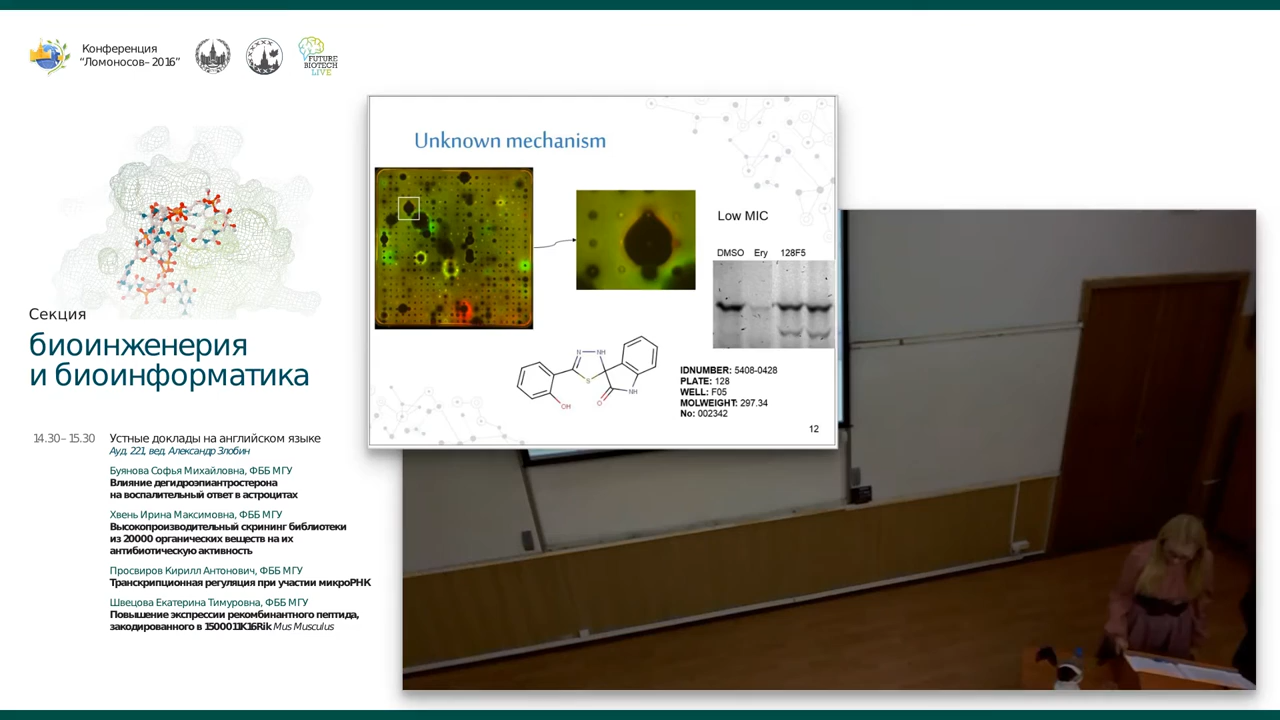 Конференция
“Ломоносов–2016”
FUTURE
BIOTECH
LIVE
Секция
биоинженерия
и биоинформатика
14.30–15.30 Устные доклады на английском языке
Ауд. 221, вед. Александр Злобин
Буянова Софья Михайловна, ФББ МГУ
Влияние дегидроэпиантростерона
на воспалительный ответ в астроцитах
Хвень Ирина Максимовна, ФББ МГУ
Высокопроизводительный скрининг библиотеки
из 20000 органических веществ на их
антибиотическую активность
Просвиров Кирилл Антонович, ФББ МГУ
Транскрипционная регуляция при участии микроРНК
Швецова Екатерина Тимуровна, ФББ МГУ
Повышение экспрессии рекомбинантного пептида,
закодированного в 1500011K16Rik Mus Musculus
Unknown mechanism
Low MIC
DMSO Ery 128F5
N NH
S
OH
O
NH
IDNUMBER: 5408-0428
PLATE: 128
WELL: F05
MOLWEIGHT: 297.34
No: 002342
12